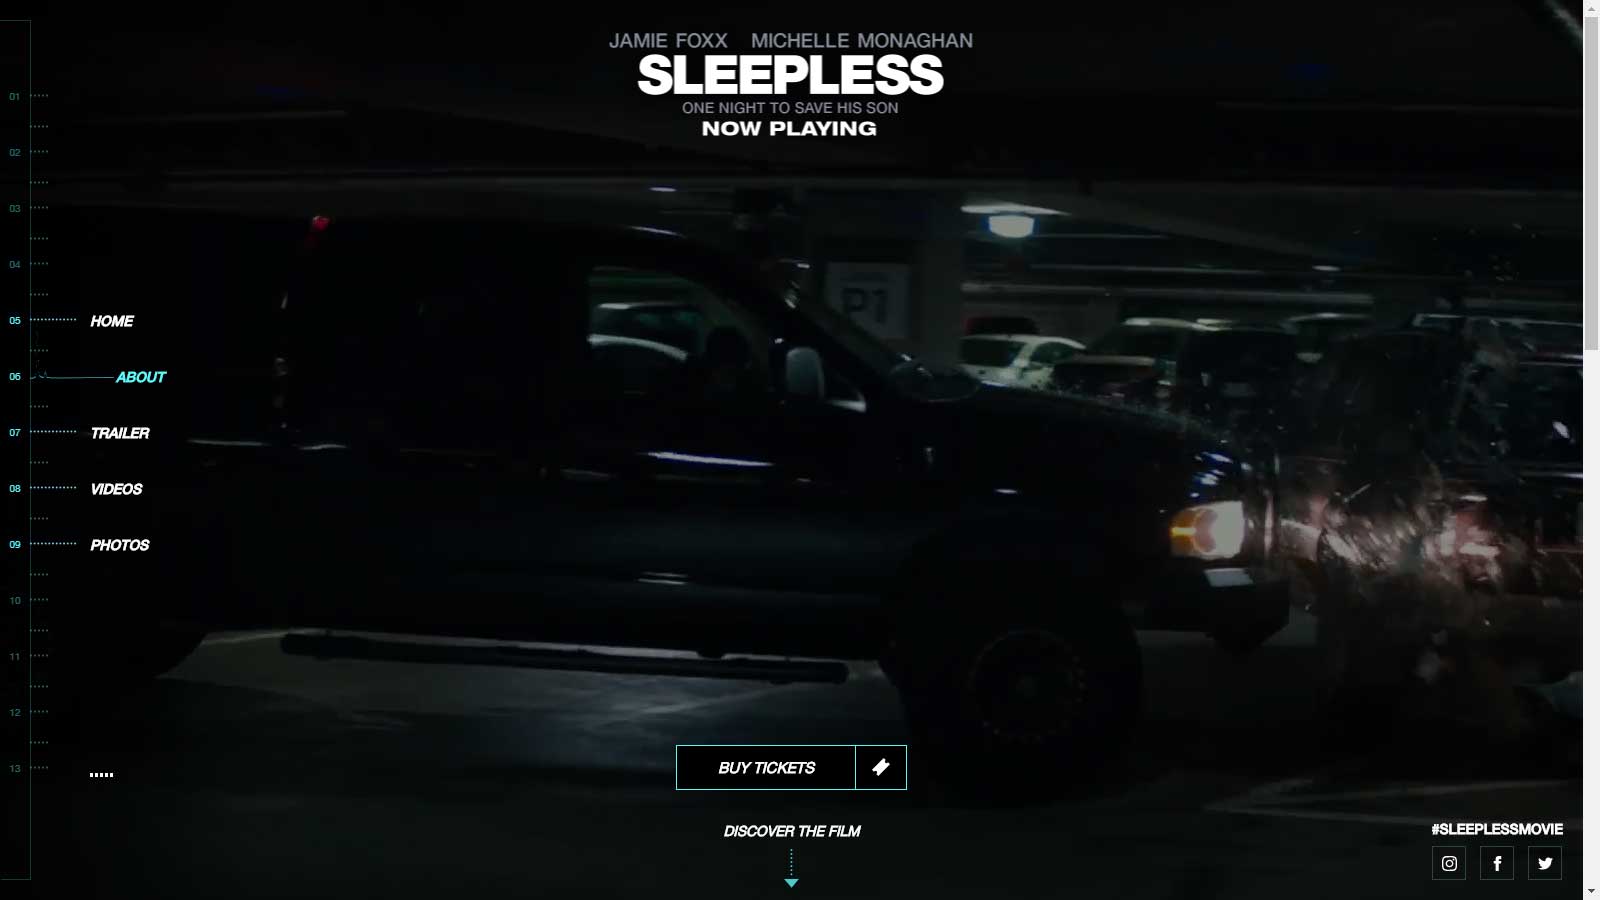 JAMIE FOXX MICHELLE MONAGHAN
SLEEPLESS
ONE NIGHT TO SAVE HIS SON
NOW PLAYING
01
02
03
04
P1
05 HOME
06 ABOUT
07 TRAILER
08 VIDEOS
09 PHOTOS
10
11
12
13
BUY TICKETS
DISCOVER THE FILM
#SLEEPLESSMOVIE